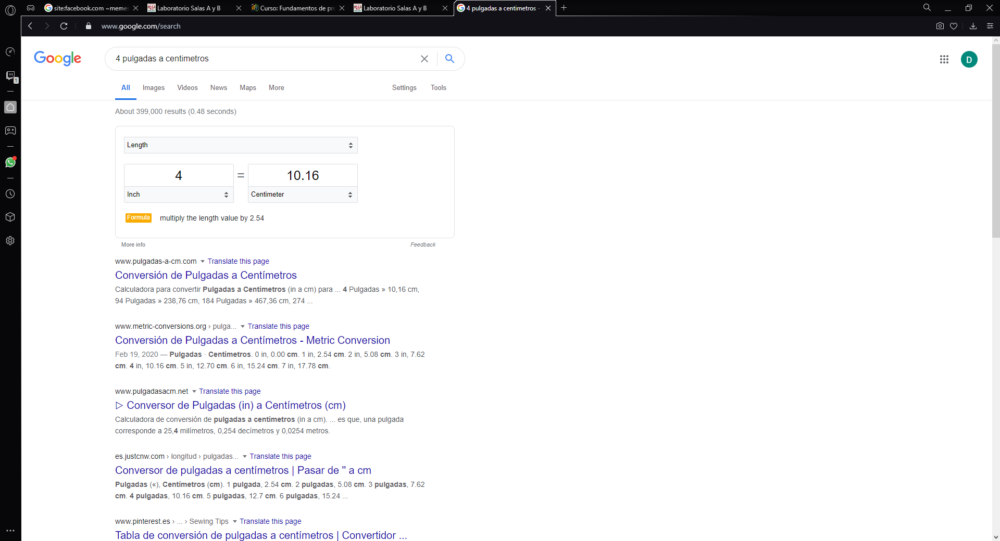 site:facebook.com ~memes
Laboratorio Salas A y B
Curso: Fundamentos de pr
Laboratorio Salas A y B
4 pulgadas a centimetros -
www.google.com/search
1
Google
4 pulgadas a centimetros
D
All
Images
Videos
News
Maps
More
Settings
Tools
About 399,000 results (0.48 seconds)
Length
4
=
10.16
Inch
Centimeter
Formula
multiply the length value by 2.54
More info
Feedback
www.pulgadas-a-cm.com Translate this page
Conversión de Pulgadas a Centímetros
Calculadora para convertir Pulgadas a Centímetros (in a cm) para ... 4 Pulgadas » 10,16 cm,
94 Pulgadas » 238,76 cm, 184 Pulgadas » 467,36 cm, 274 ...
www.metric-conversions.org › pulga... Translate this page
Conversión de Pulgadas a Centímetros - Metric Conversion
Feb 19, 2020 — Pulgadas · Centímetros. 0 in, 0.00 cm. 1 in, 2.54 cm. 2 in, 5.08 cm. 3 in, 7.62
cm. 4 in, 10.16 cm. 5 in, 12.70 cm. 6 in, 15.24 cm. 7 in, 17.78 cm.
www.pulgadasacm.net Translate this page
▷ Conversor de Pulgadas (in) a Centímetros (cm)
Calculadora de conversión de pulgadas a centímetros (in a cm). ... es que, una pulgada
corresponde a 25,4 milímetros, 0,254 decímetros y 0,0254 metros.
es.justcnw.com › longitud › pulgadas... Translate this page
Conversor de pulgadas a centímetros | Pasar de '' a cm
Pulgadas («), Centímetros (cm). 1 pulgada, 2.54 cm. 2 pulgadas, 5.08 cm. 3 pulgadas, 7.62
cm. 4 pulgadas, 10.16 cm. 5 pulgadas, 12.7 cm. 6 pulgadas, 15.24 ...
www.pinterest.es › ... › Sewing Tips Translate this page
Tabla de conversión de pulgadas a centímetros | Convertidor ...